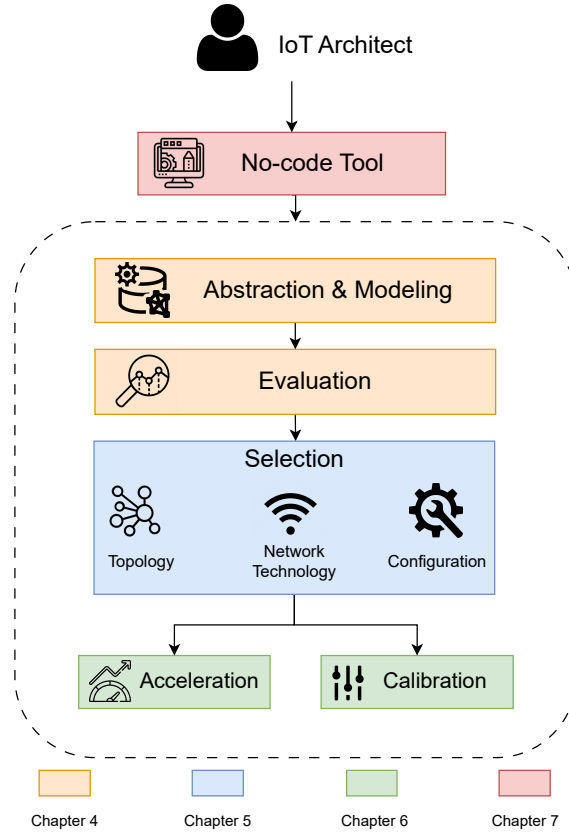 IoT Architect
No-code Tool
Abstraction & Modeling
Evaluation
Selection
Topology
Network
Technology
Configuration
Acceleration
Calibration
Chapter 4
Chapter 5
Chapter 6
Chapter 7